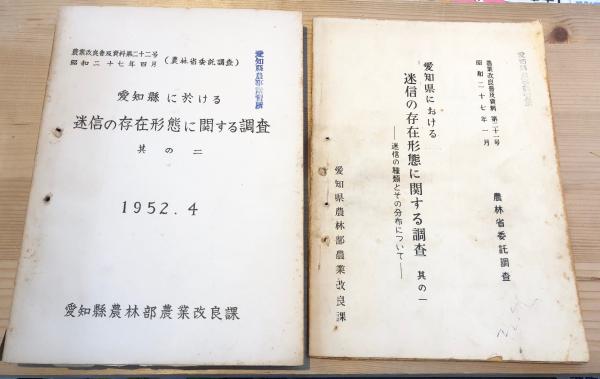 農業改良普及資料第二十二号
昭和二十七年四月
(農林省委託調査)
愛知縣に於ける
迷信の存在形態に関する調査
其の二
1952.4
愛知縣農林部農業改良課
農業改良普及資料 第二十一号
昭和二十七年一月
農林省委託調査
愛知県における
迷信の存在形態に関する調査 其の一
——迷信の種類とその分布について——
愛知県農林部農業改良課